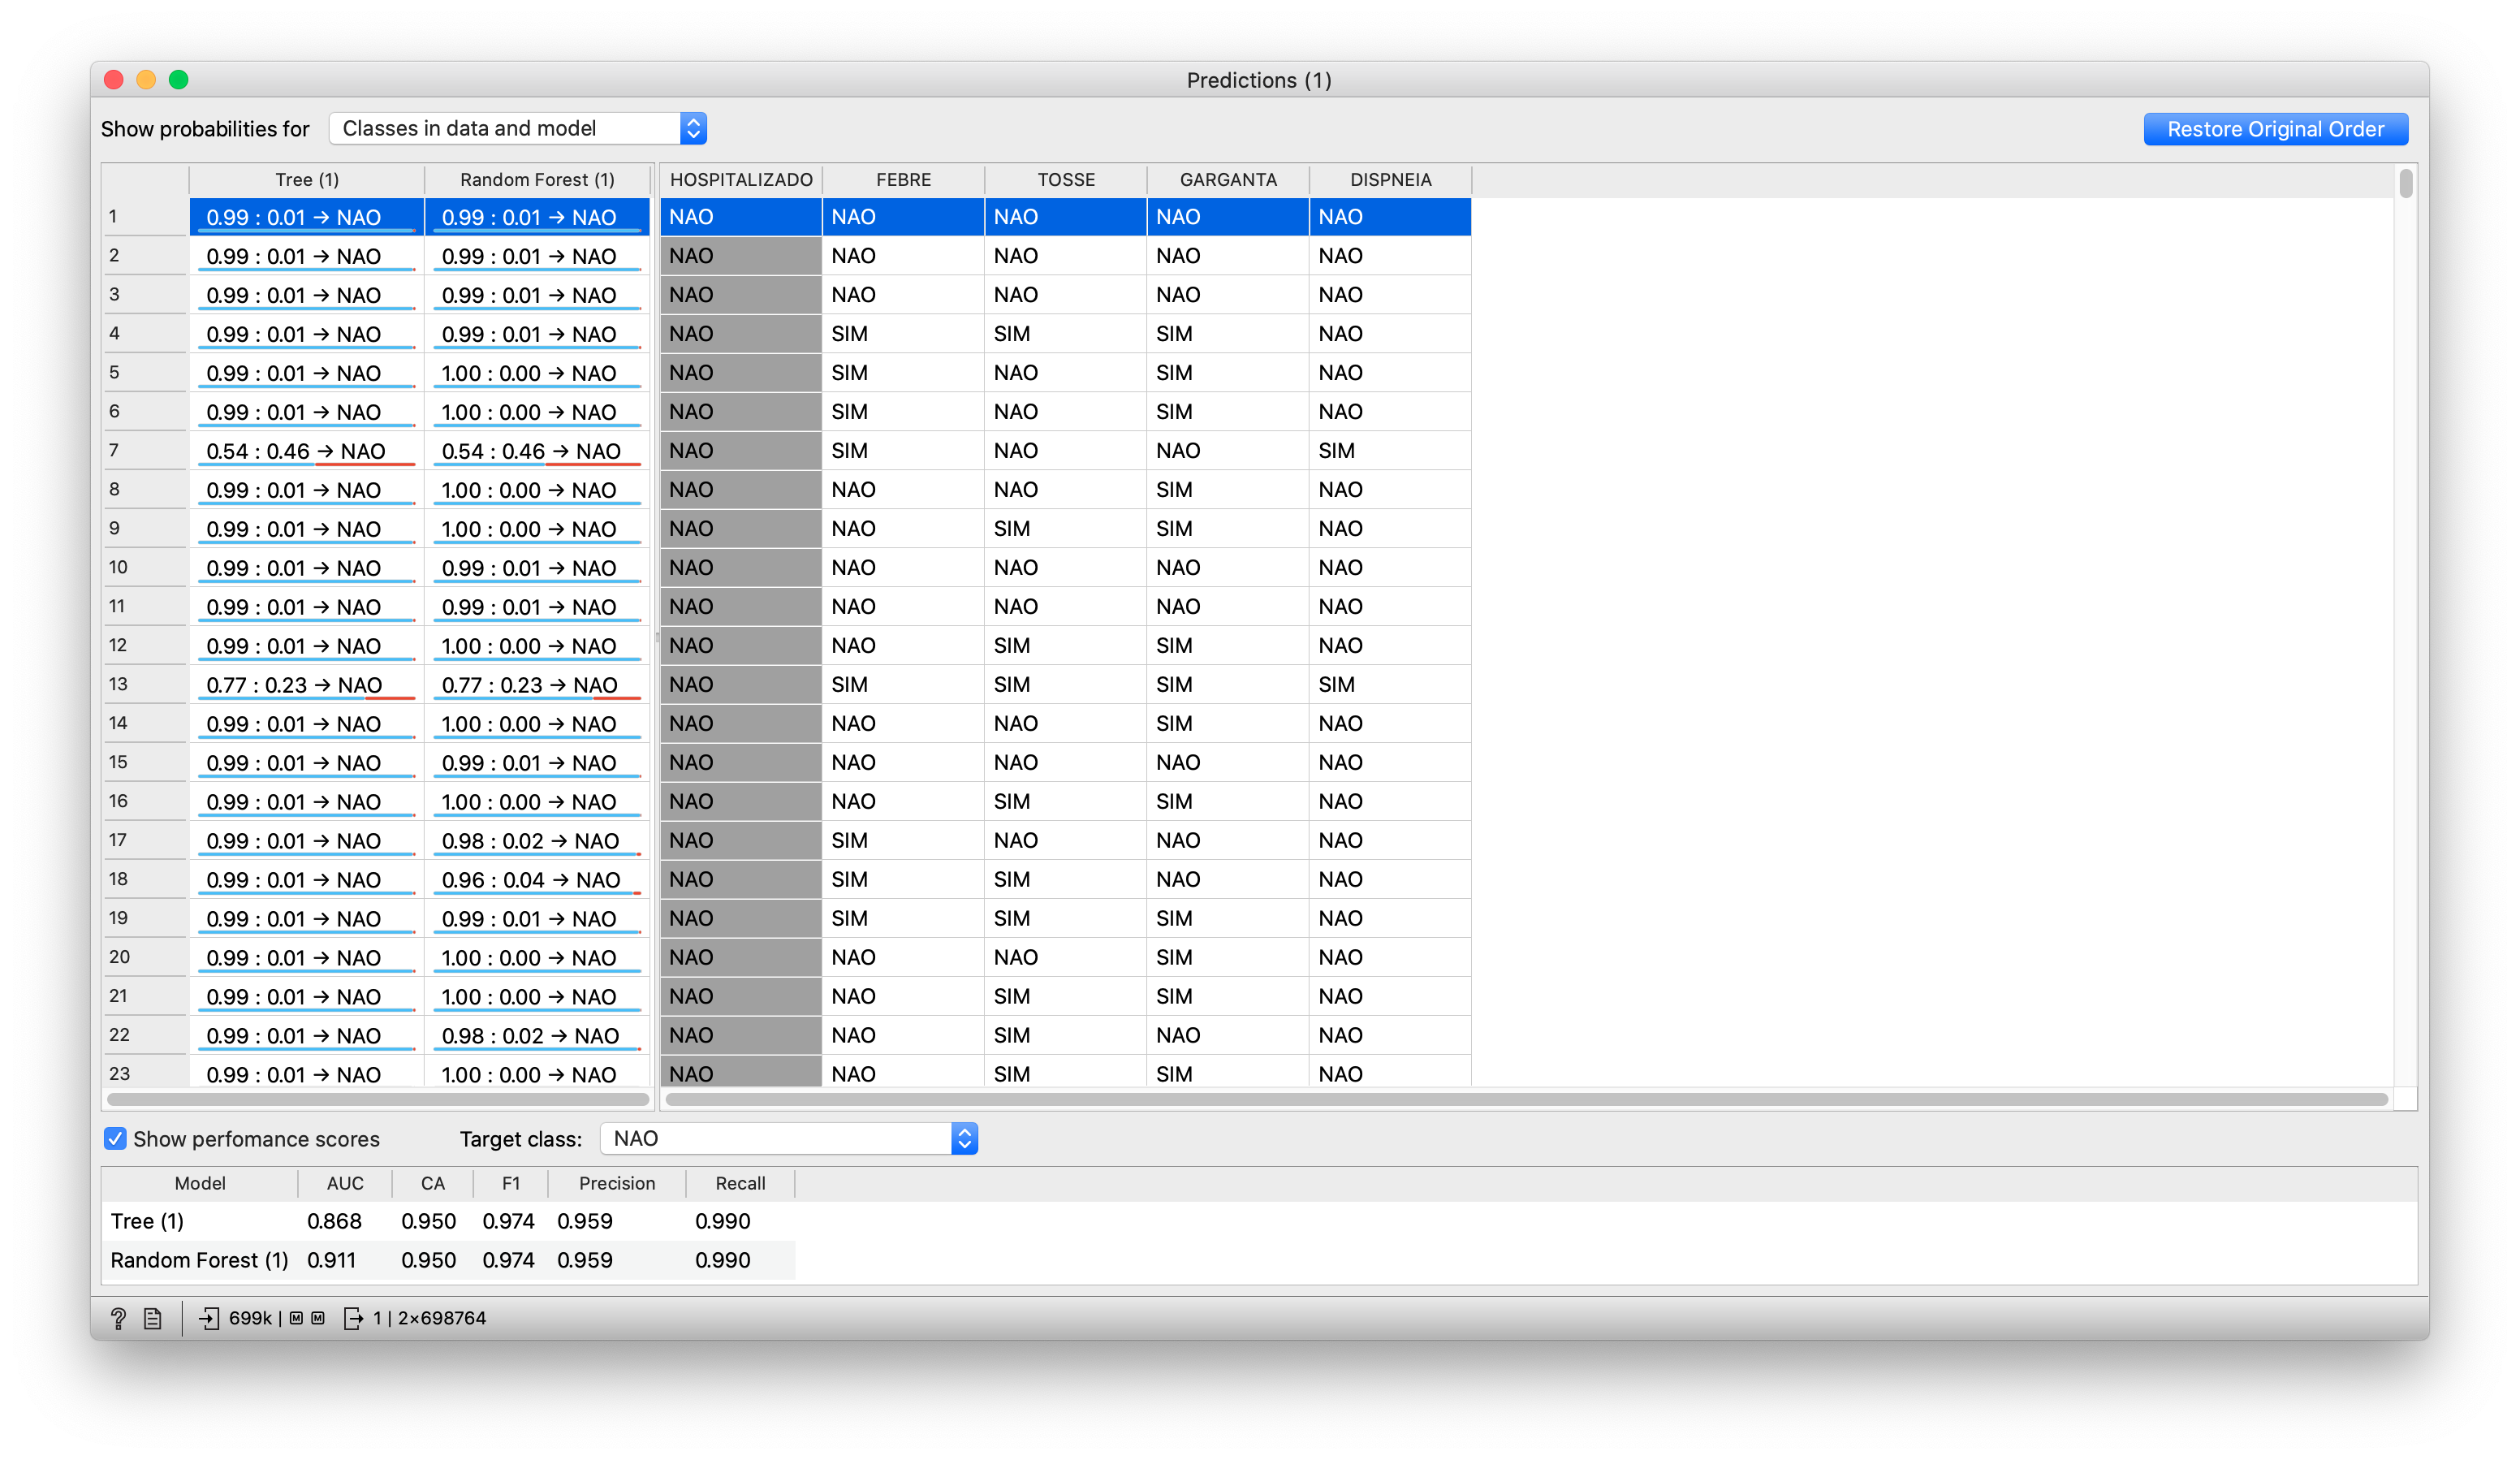 Predictions (1)
Show probabilities for Classes in data and model Restore Original Order
Tree (1) Random Forest (1) HOSPITALIZADO FEBRE TOSSE GARGANTA DISPNEIA
1 0.99 : 0.01 → NAO 0.99 : 0.01 → NAO NAO NAO NAO NAO NAO
2 0.99 : 0.01 → NAO 0.99 : 0.01 → NAO NAO NAO NAO NAO NAO
3 0.99 : 0.01 → NAO 0.99 : 0.01 → NAO NAO NAO NAO NAO NAO
4 0.99 : 0.01 → NAO 0.99 : 0.01 → NAO NAO SIM SIM SIM NAO
5 0.99 : 0.01 → NAO 1.00 : 0.00 → NAO NAO SIM NAO SIM NAO
6 0.99 : 0.01 → NAO 1.00 : 0.00 → NAO NAO SIM NAO SIM NAO
7 0.54 : 0.46 → NAO 0.54 : 0.46 → NAO NAO SIM NAO NAO SIM
8 0.99 : 0.01 → NAO 1.00 : 0.00 → NAO NAO NAO NAO SIM NAO
9 0.99 : 0.01 → NAO 1.00 : 0.00 → NAO NAO NAO SIM SIM NAO
10 0.99 : 0.01 → NAO 0.99 : 0.01 → NAO NAO NAO NAO NAO NAO
11 0.99 : 0.01 → NAO 0.99 : 0.01 → NAO NAO NAO NAO NAO NAO
12 0.99 : 0.01 → NAO 1.00 : 0.00 → NAO NAO NAO SIM SIM NAO
13 0.77 : 0.23 → NAO 0.77 : 0.23 → NAO NAO SIM SIM SIM SIM
14 0.99 : 0.01 → NAO 1.00 : 0.00 → NAO NAO NAO NAO SIM NAO
15 0.99 : 0.01 → NAO 0.99 : 0.01 → NAO NAO NAO NAO NAO NAO
16 0.99 : 0.01 → NAO 1.00 : 0.00 → NAO NAO NAO SIM SIM NAO
17 0.99 : 0.01 → NAO 0.98 : 0.02 → NAO NAO SIM NAO NAO NAO
18 0.99 : 0.01 → NAO 0.96 : 0.04 → NAO NAO SIM SIM NAO NAO
19 0.99 : 0.01 → NAO 0.99 : 0.01 → NAO NAO SIM SIM SIM NAO
20 0.99 : 0.01 → NAO 1.00 : 0.00 → NAO NAO NAO NAO SIM NAO
21 0.99 : 0.01 → NAO 1.00 : 0.00 → NAO NAO NAO SIM SIM NAO
22 0.99 : 0.01 → NAO 0.98 : 0.02 → NAO NAO NAO SIM NAO NAO
23 0.99 : 0.01 → NAO 1.00 : 0.00 → NAO NAO NAO SIM SIM NAO
Show perfomance scores Target class: NAO
Model AUC CA F1 Precision Recall
Tree (1) 0.868 0.950 0.974 0.959 0.990
Random Forest (1) 0.911 0.950 0.974 0.959 0.990
? 699k | M M 1 | 2×698764